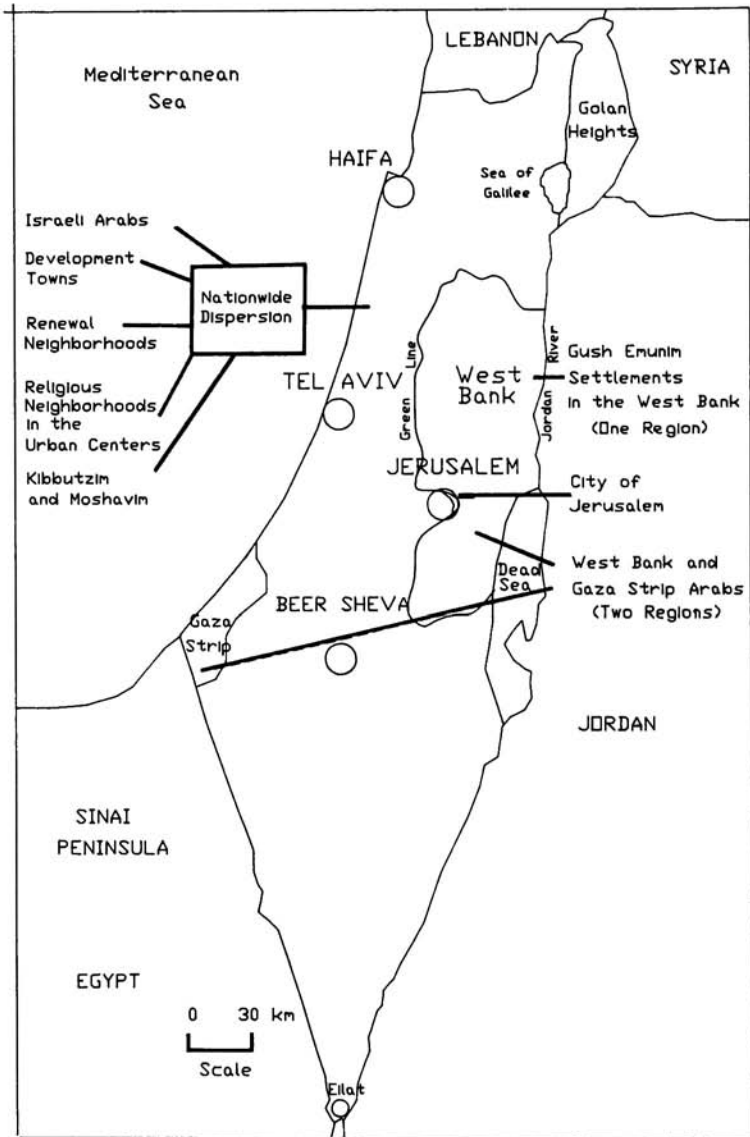 LEBANON
SYRIA
Mediterranean
Sea
Golan
Heights
HAIFA
Sea of
Galilee
Israeli Arabs
Development
Towns
Nationwide
Dispersion
Renewal
Neighborhoods
Religious
Neighborhoods
in the
Urban Centers
Kibbutzim
and Moshavim
TEL AVIV
Green Line
West
Bank
Jordan River
Gush Emunim
Settlements
in the West Bank
(One Region)
JERUSALEM
City of
Jerusalem
West Bank and
Gaza Strip Arabs
(Two Regions)
Dead
Sea
BEER SHEVA
Gaza
Strip
JORDAN
SINAI
PENINSULA
EGYPT
0 30 km
Scale
Eilat